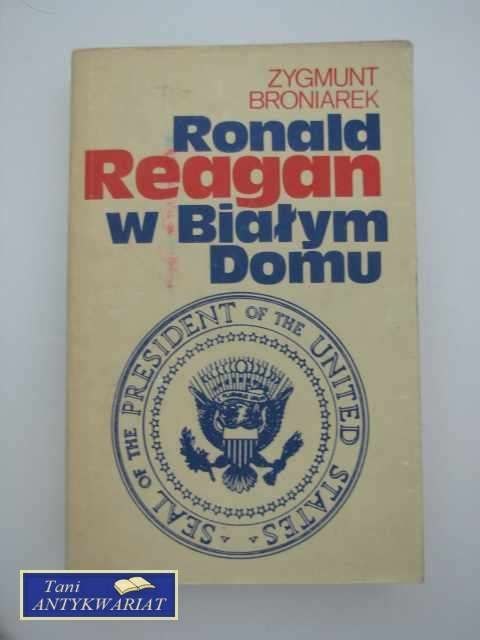 ZYGMUNT
BRONIAREK
Ronald
Reagan
w Białym
Domu
SEAL OF THE PRESIDENT OF THE UNITED STATES
Tani
ANTYKWARIAT